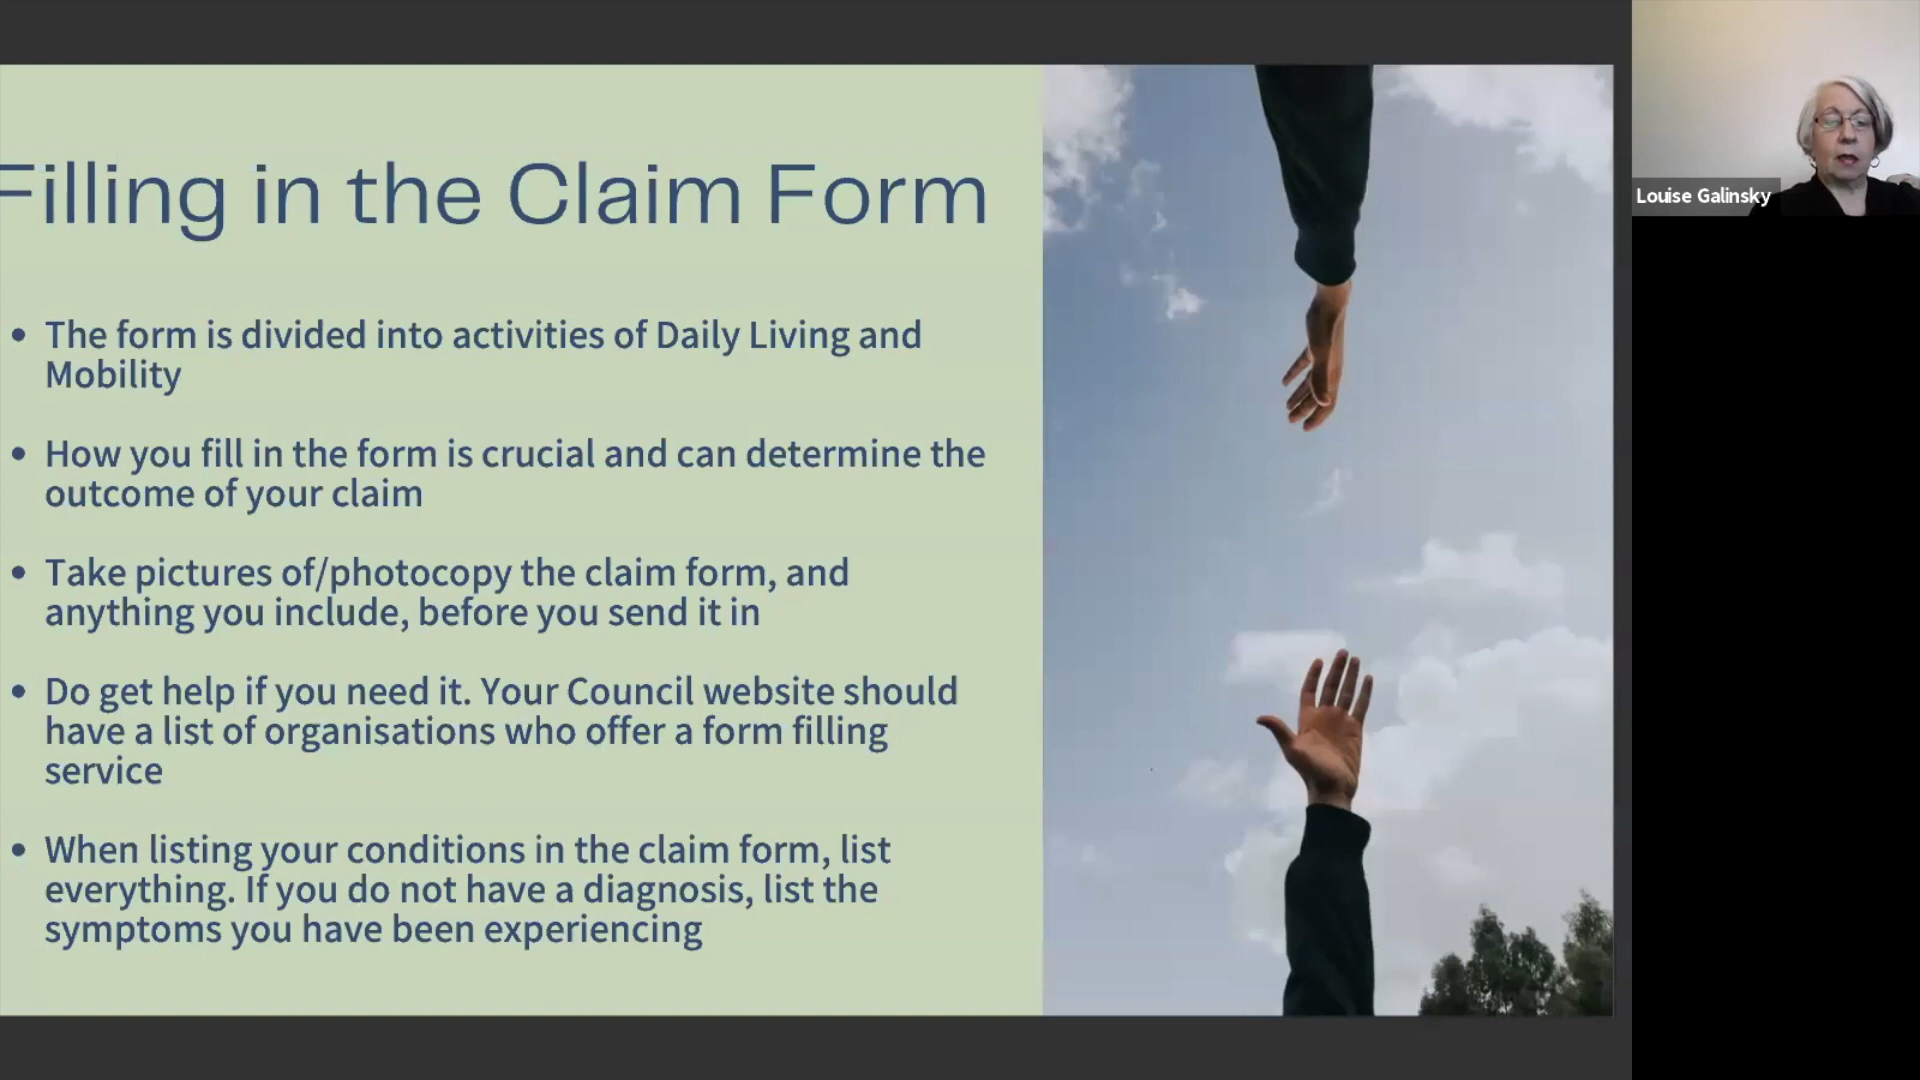 Filling in the Claim Form
• The form is divided into activities of Daily Living and
Mobility
• How you fill in the form is crucial and can determine the
outcome of your claim
• Take pictures of/photocopy the claim form, and
anything you include, before you send it in
• Do get help if you need it. Your Council website should
have a list of organisations who offer a form filling
service
• When listing your conditions in the claim form, list
everything. If you do not have a diagnosis, list the
symptoms you have been experiencing
Louise Galinsky